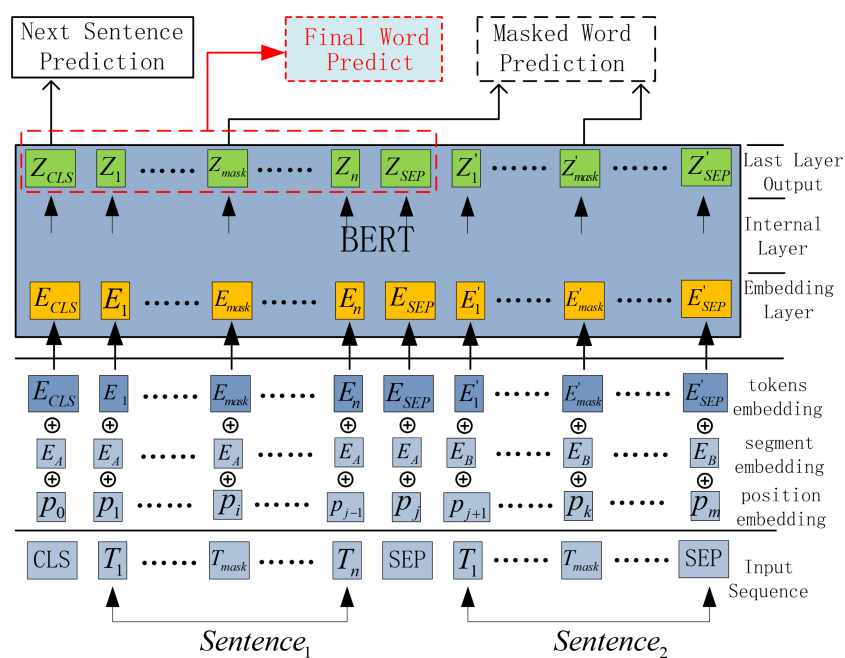 Next Sentence
Prediction
Final Word
Predict
Masked Word
Prediction
Z_CLS Z_1 ...... Z_mask ...... Z_n Z_SEP Z'_1 ...... Z'_mask ...... Z'_SEP
Last Layer
Output
BERT
Internal
Layer
E_CLS E_1 ...... E_mask ...... E_n E_SEP E'_1 ...... E'_mask ...... E'_SEP
Embedding
Layer
E_CLS E_1 ...... E_mask ...... E_n E_SEP E'_1 ...... E'_mask ...... E'_SEP
tokens
embedding
⊕ ⊕ ⊕ ⊕ ⊕ ⊕ ⊕ ⊕
E_A E_A ...... E_A ...... E_A E_A E_B ...... E_B ...... E_B
segment
embedding
⊕ ⊕ ⊕ ⊕ ⊕ ⊕ ⊕ ⊕
p_0 p_1 ...... p_i ...... p_{j-1} p_j p_{j+1} ...... p_k ...... p_m
position
embedding
CLS T_1 ...... T_mask ...... T_n SEP T_1 ...... T_mask ...... SEP
Input
Sequence
Sentence_1 Sentence_2